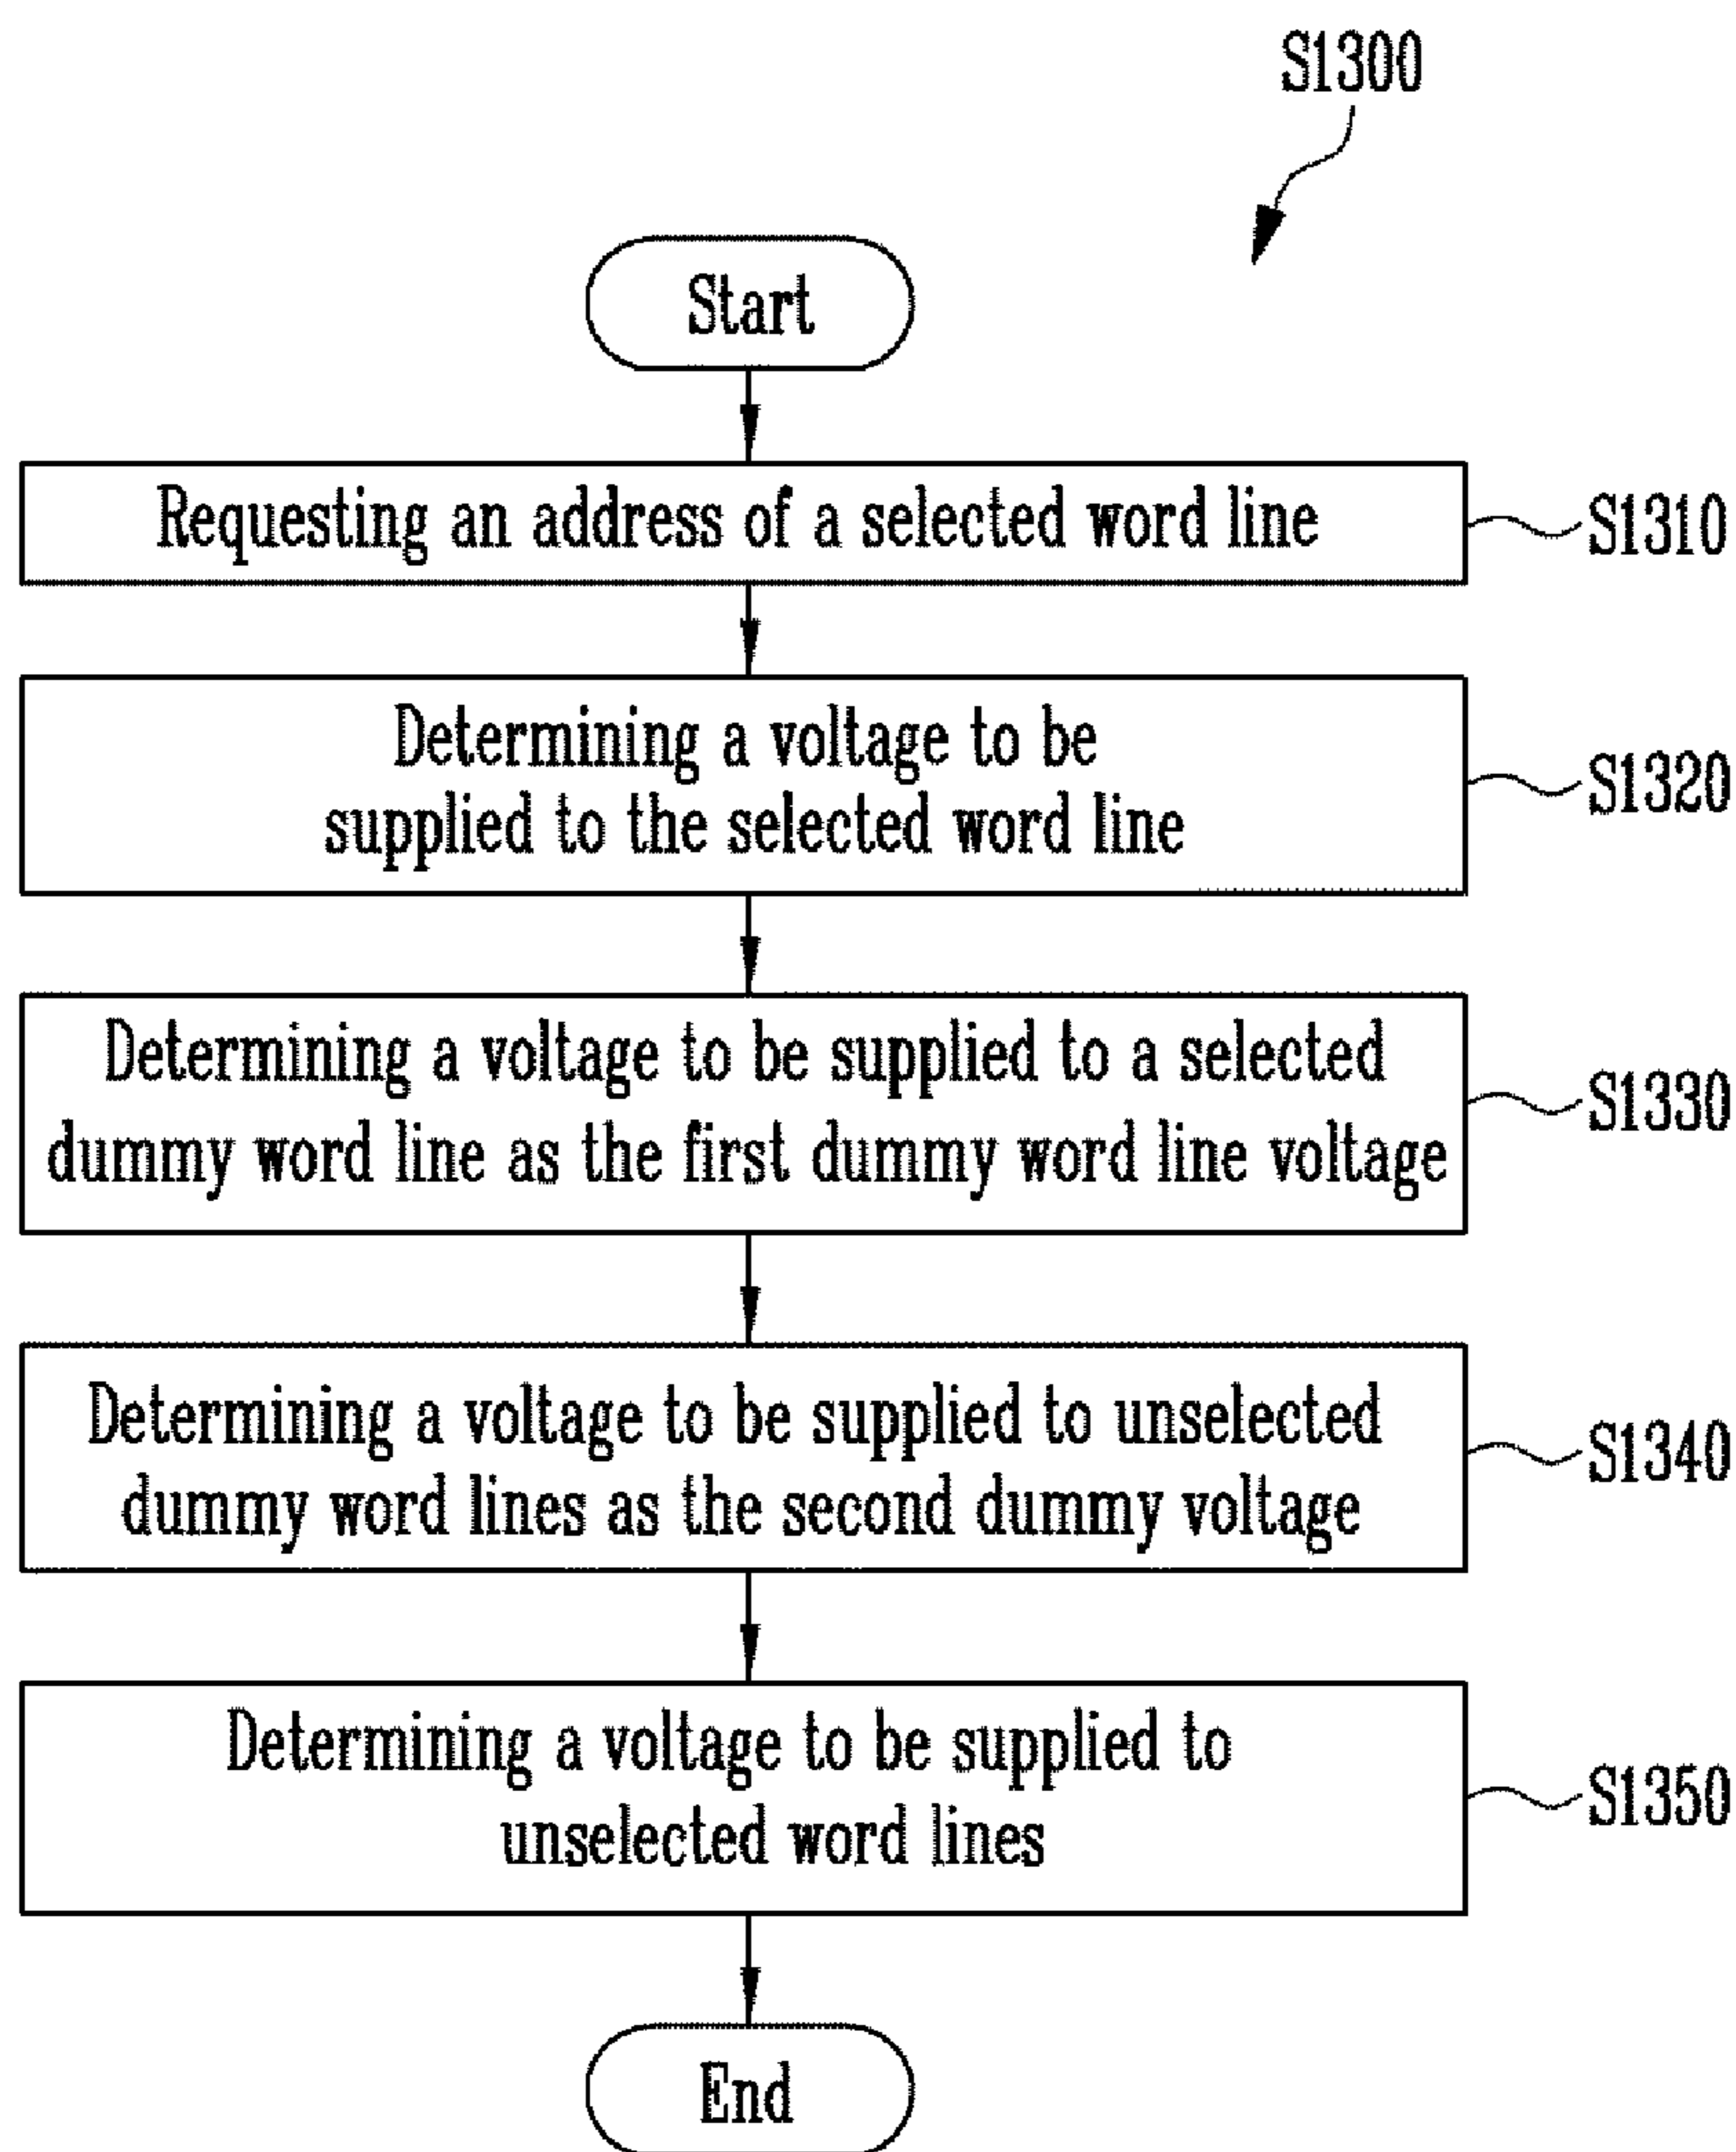 S1300
Start
Requesting an address of a selected word line
S1310
Determining a voltage to be
supplied to the selected word line
S1320
Determining a voltage to be supplied to a selected
dummy word line as the first dummy word line voltage
S1330
Determining a voltage to be supplied to unselected
dummy word lines as the second dummy voltage
S1340
Determining a voltage to be supplied to
unselected word lines
S1350
End